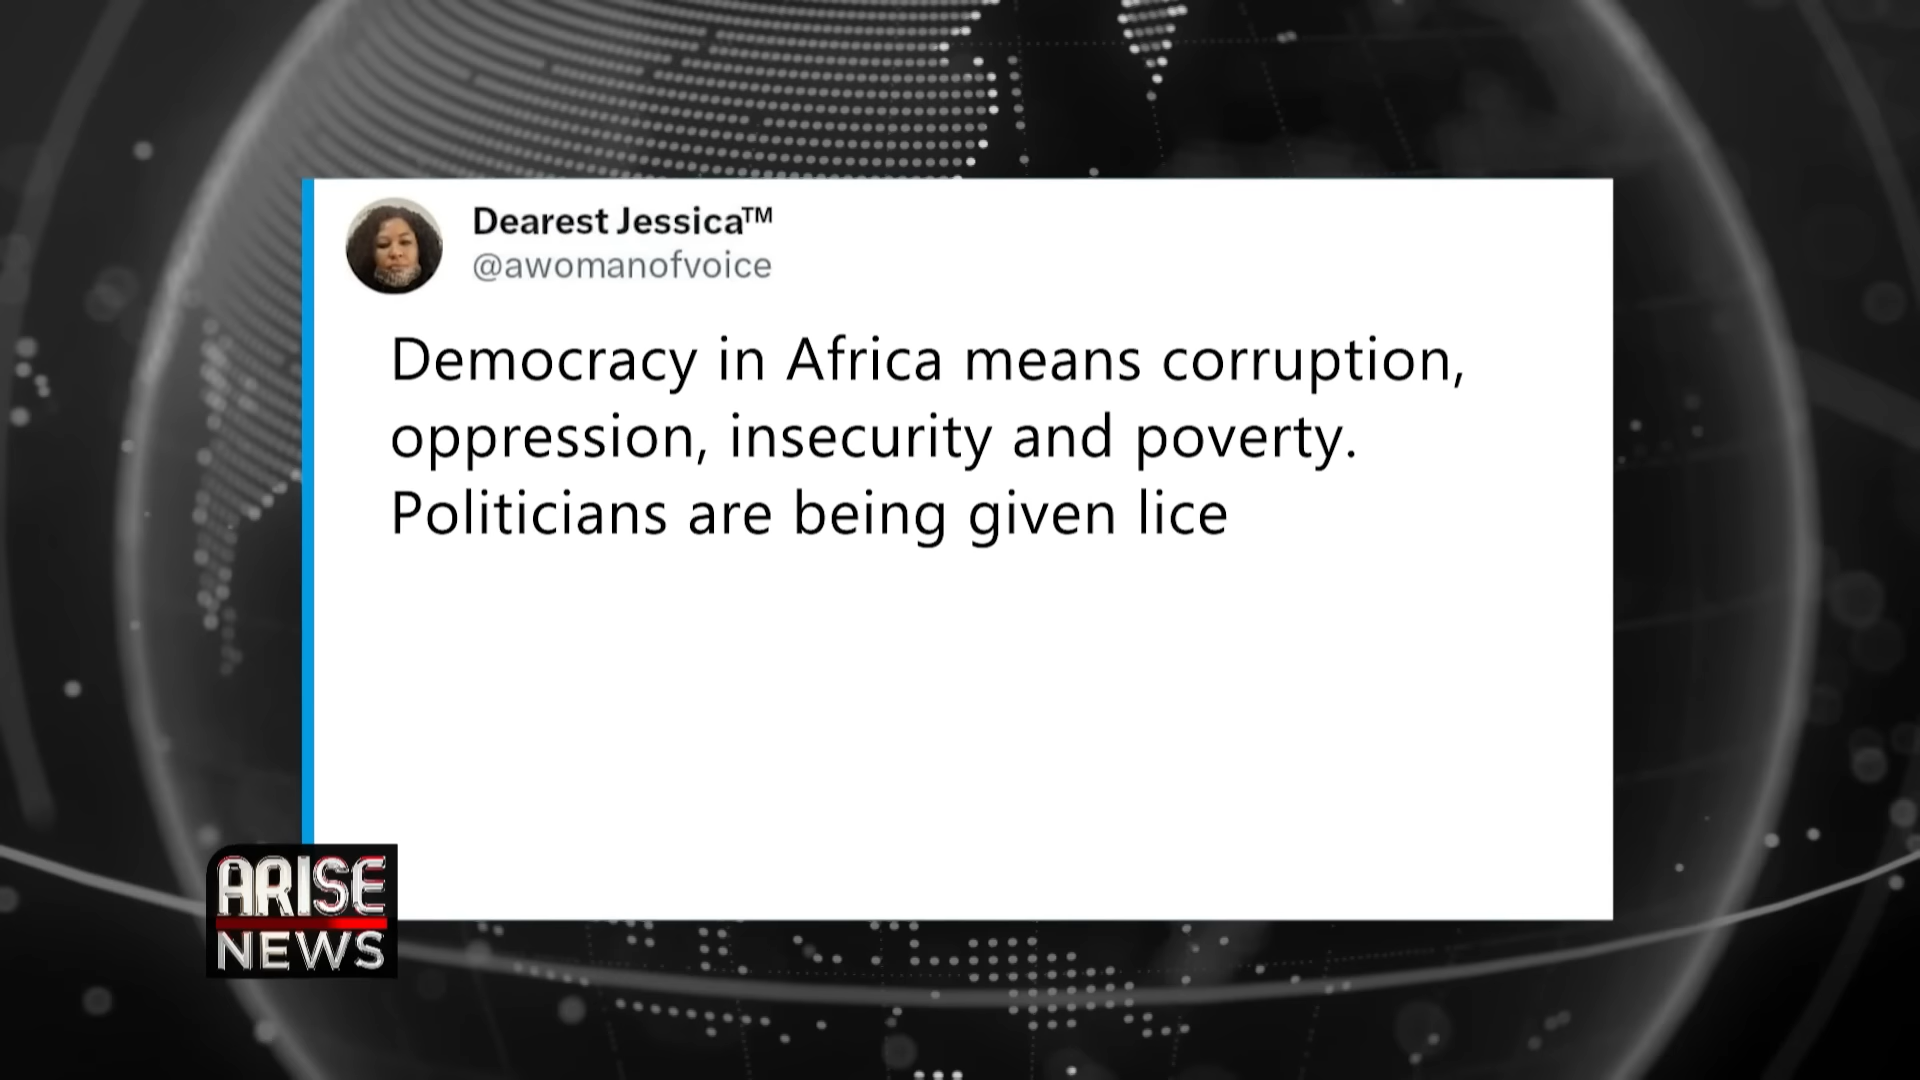 Dearest Jessica™
@awomanofvoice
Democracy in Africa means corruption,
oppression, insecurity and poverty.
Politicians are being given lice
ARISE
NEWS